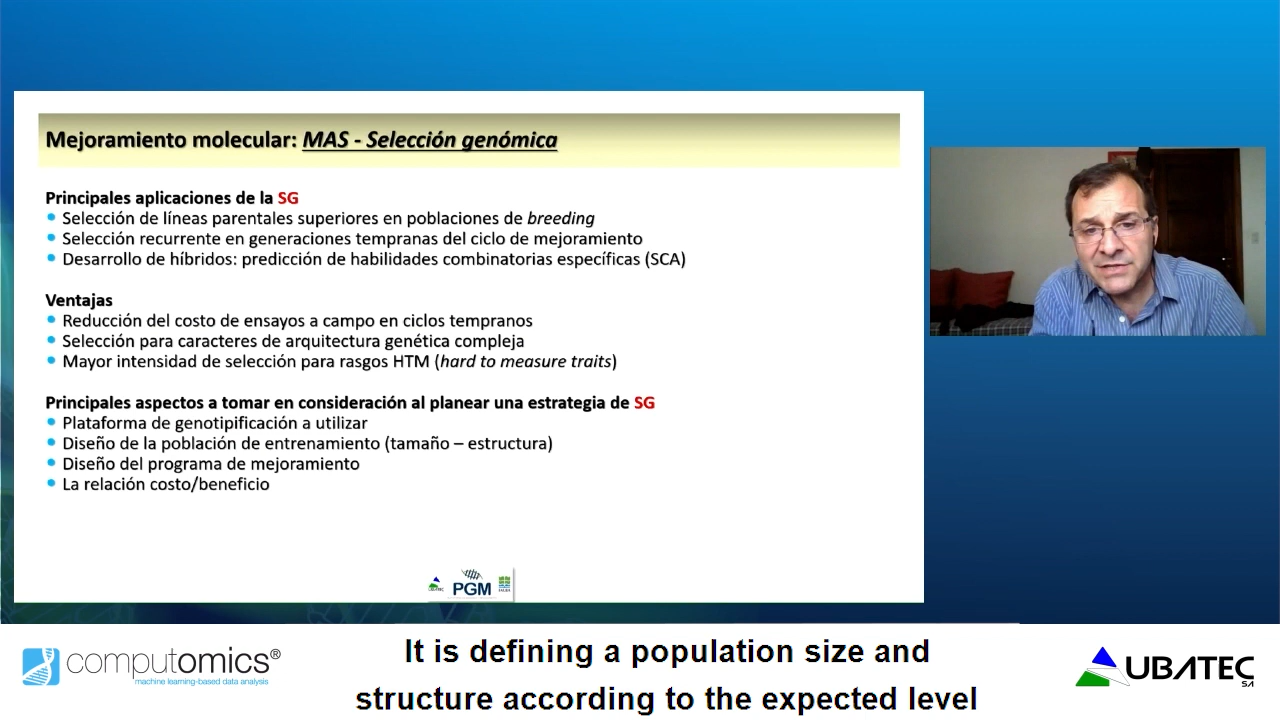 Mejoramiento molecular: MAS - Selección genómica
Principales aplicaciones de la SG
Selección de líneas parentales superiores en poblaciones de breeding
Selección recurrente en generaciones tempranas del ciclo de mejoramiento
Desarrollo de híbridos: predicción de habilidades combinatorias específicas (SCA)
Ventajas
Reducción del costo de ensayos a campo en ciclos tempranos
Selección para caracteres de arquitectura genética compleja
Mayor intensidad de selección para rasgos HTM (hard to measure traits)
Principales aspectos a tomar en consideración al planear una estrategia de SG
Plataforma de genotipificación a utilizar
Diseño de la población de entrenamiento (tamaño – estructura)
Diseño del programa de mejoramiento
La relación costo/beneficio
PGM
computomics®
machine learning-based data analysis
It is defining a population size and
structure according to the expected level
UBATEC
SA